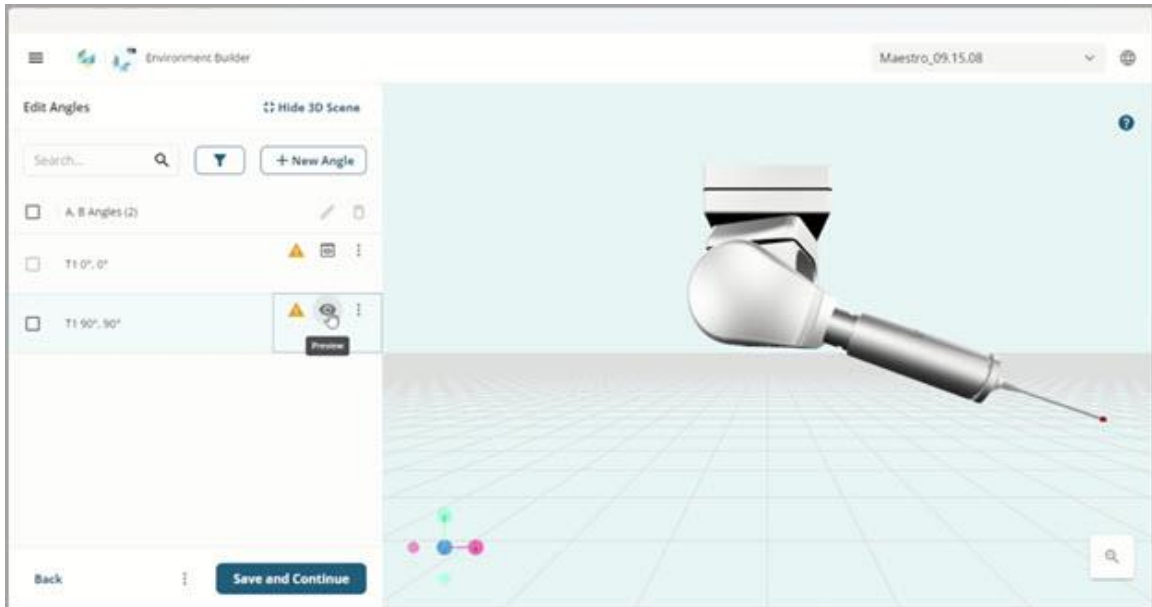 Environment Builder
Maestro_09.15.08
Edit Angles
Hide 3D Scene
Search...
+ New Angle
A, B Angles (2)
T1 0°, 0°
T1 90°, 90°
Preview
Back
Save and Continue